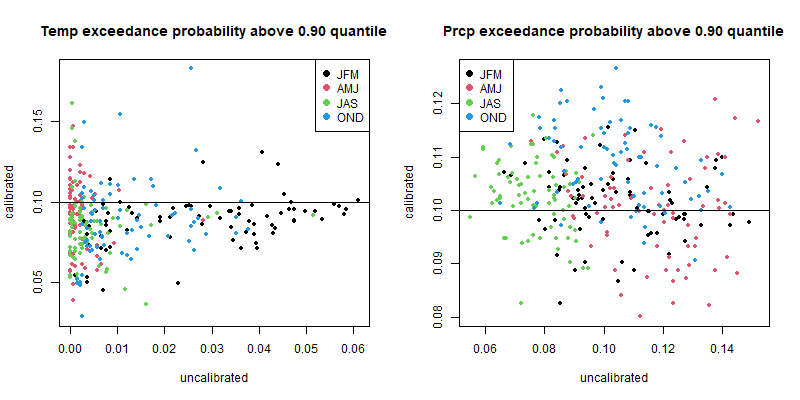 Temp exceedance probability above 0.90 quantile
JFM
AMJ
JAS
OND
0.15
0.10
0.05
calibrated
0.00 0.01 0.02 0.03 0.04 0.05 0.06
uncalibrated
Prcp exceedance probability above 0.90 quantile
JFM
AMJ
JAS
OND
0.12
0.11
0.10
0.09
0.08
calibrated
0.06 0.08 0.10 0.12 0.14
uncalibrated